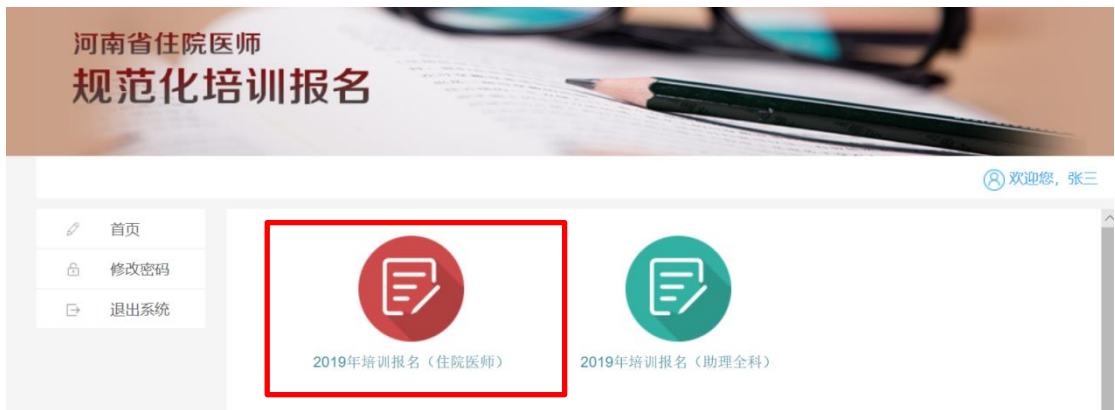 河南省住院医师
规范化培训报名
欢迎您，张三
首页
修改密码
退出系统
2019年培训报名（住院医师）
2019年培训报名（助理全科）